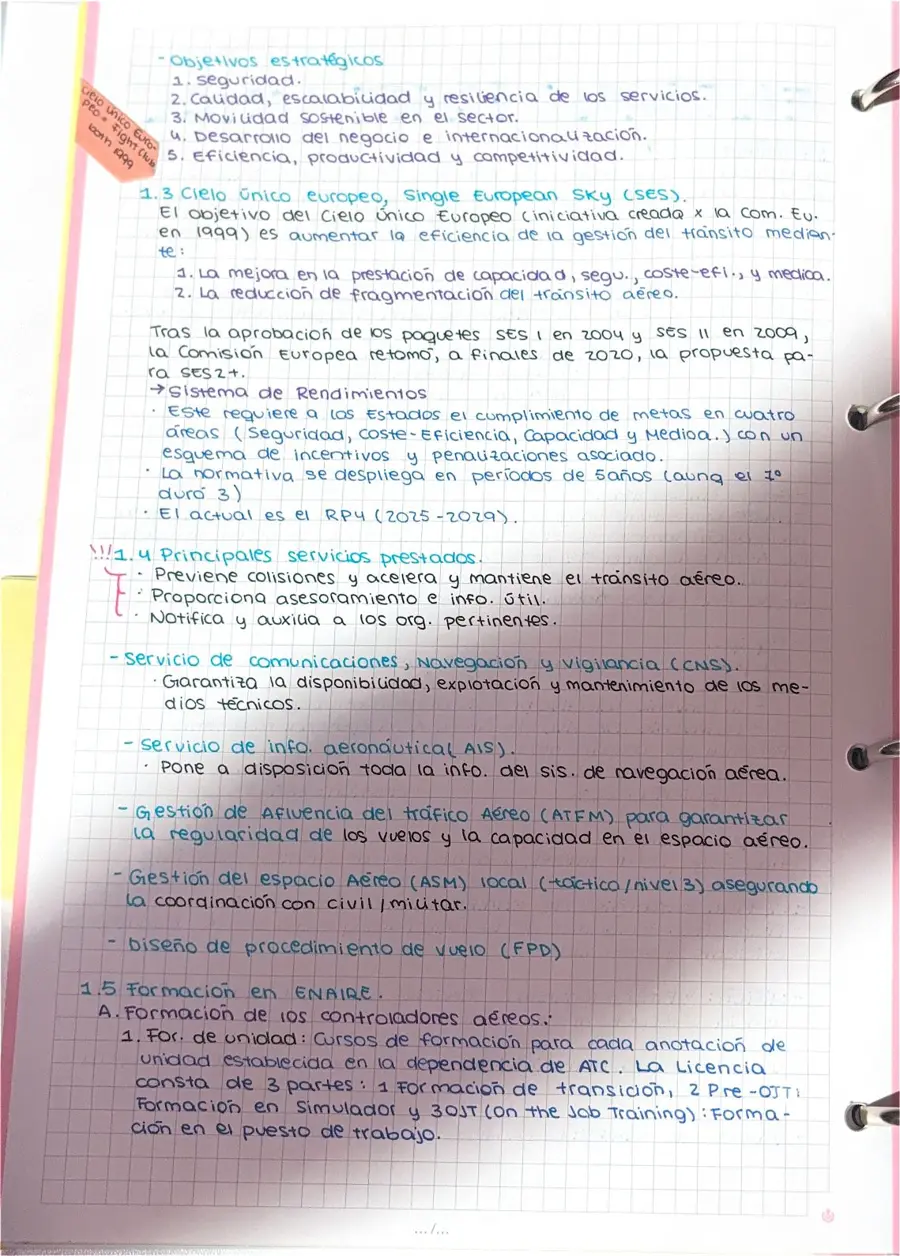 - Objetivos estratégicos
1. Seguridad.
2. Calidad, escalabilidad y resiliencia de los servicios.
3. Movilidad sostenible en el sector.
4. Desarrollo del negocio e internacionalización.
5. Eficiencia, productividad y competitividad.
Cielo único Euro-
peo = Fight Club
both 1999
1.3 Cielo único europeo, Single European Sky (SES).
El objetivo del Cielo Único Europeo (iniciativa creada x la Com. Eu.
en 1999) es aumentar la eficiencia de la gestión del tránsito median-
te:
1. La mejora en la prestación de capacidad, segu., coste-efi., y medioa.
2. La reducción de fragmentación del tránsito aéreo.
Tras la aprobación de los paquetes SES I en 2004 y SES II en 2009,
la Comisión Europea retomó, a finales de 2020, la propuesta pa-
ra SES2+.
→ Sistema de Rendimientos
· Este requiere a los Estados el cumplimiento de metas en cuatro
áreas (Seguridad, Coste-Eficiencia, Capacidad y Medioa.) con un
esquema de incentivos y penalizaciones asociado.
· La normativa se despliega en períodos de 5años (aunq el 1º
duró 3)
· El actual es el RP4 (2025-2029).
!!! 1.4 Principales servicios prestados.
· Previene colisiones y acelera y mantiene el tránsito aéreo.
· Proporciona asesoramiento e info. útil.
· Notifica y auxilia a los org. pertinentes.
- Servicio de comunicaciones, Navegación y vigilancia (CNS).
· Garantiza la disponibilidad, explotación y mantenimiento de los me-
dios técnicos.
- Servicio de info. aeronáutica( AIS).
· Pone a disposición toda la info. del sis. de navegación aérea.
- Gestión de Afluencia del tráfico Aéreo (ATFM) para garantizar
la regularidad de los vuelos y la capacidad en el espacio aéreo.
- Gestión del espacio Aéreo (ASM) local (táctico/nivel 3) asegurando
la coordinación con civil/militar.
- Diseño de procedimiento de vuelo (FPD)
1.5 Formación en ENAIRE.
A. Formación de los controladores aéreos.:
1. For. de unidad: Cursos de formación para cada anotación de
unidad establecida en la dependencia de ATC. La Licencia
consta de 3 partes: 1 Formación de transición, 2 Pre-OJT:
Formación en Simulador y 3OJT (On the Job Training): Forma-
ción en el puesto de trabajo.
.../...